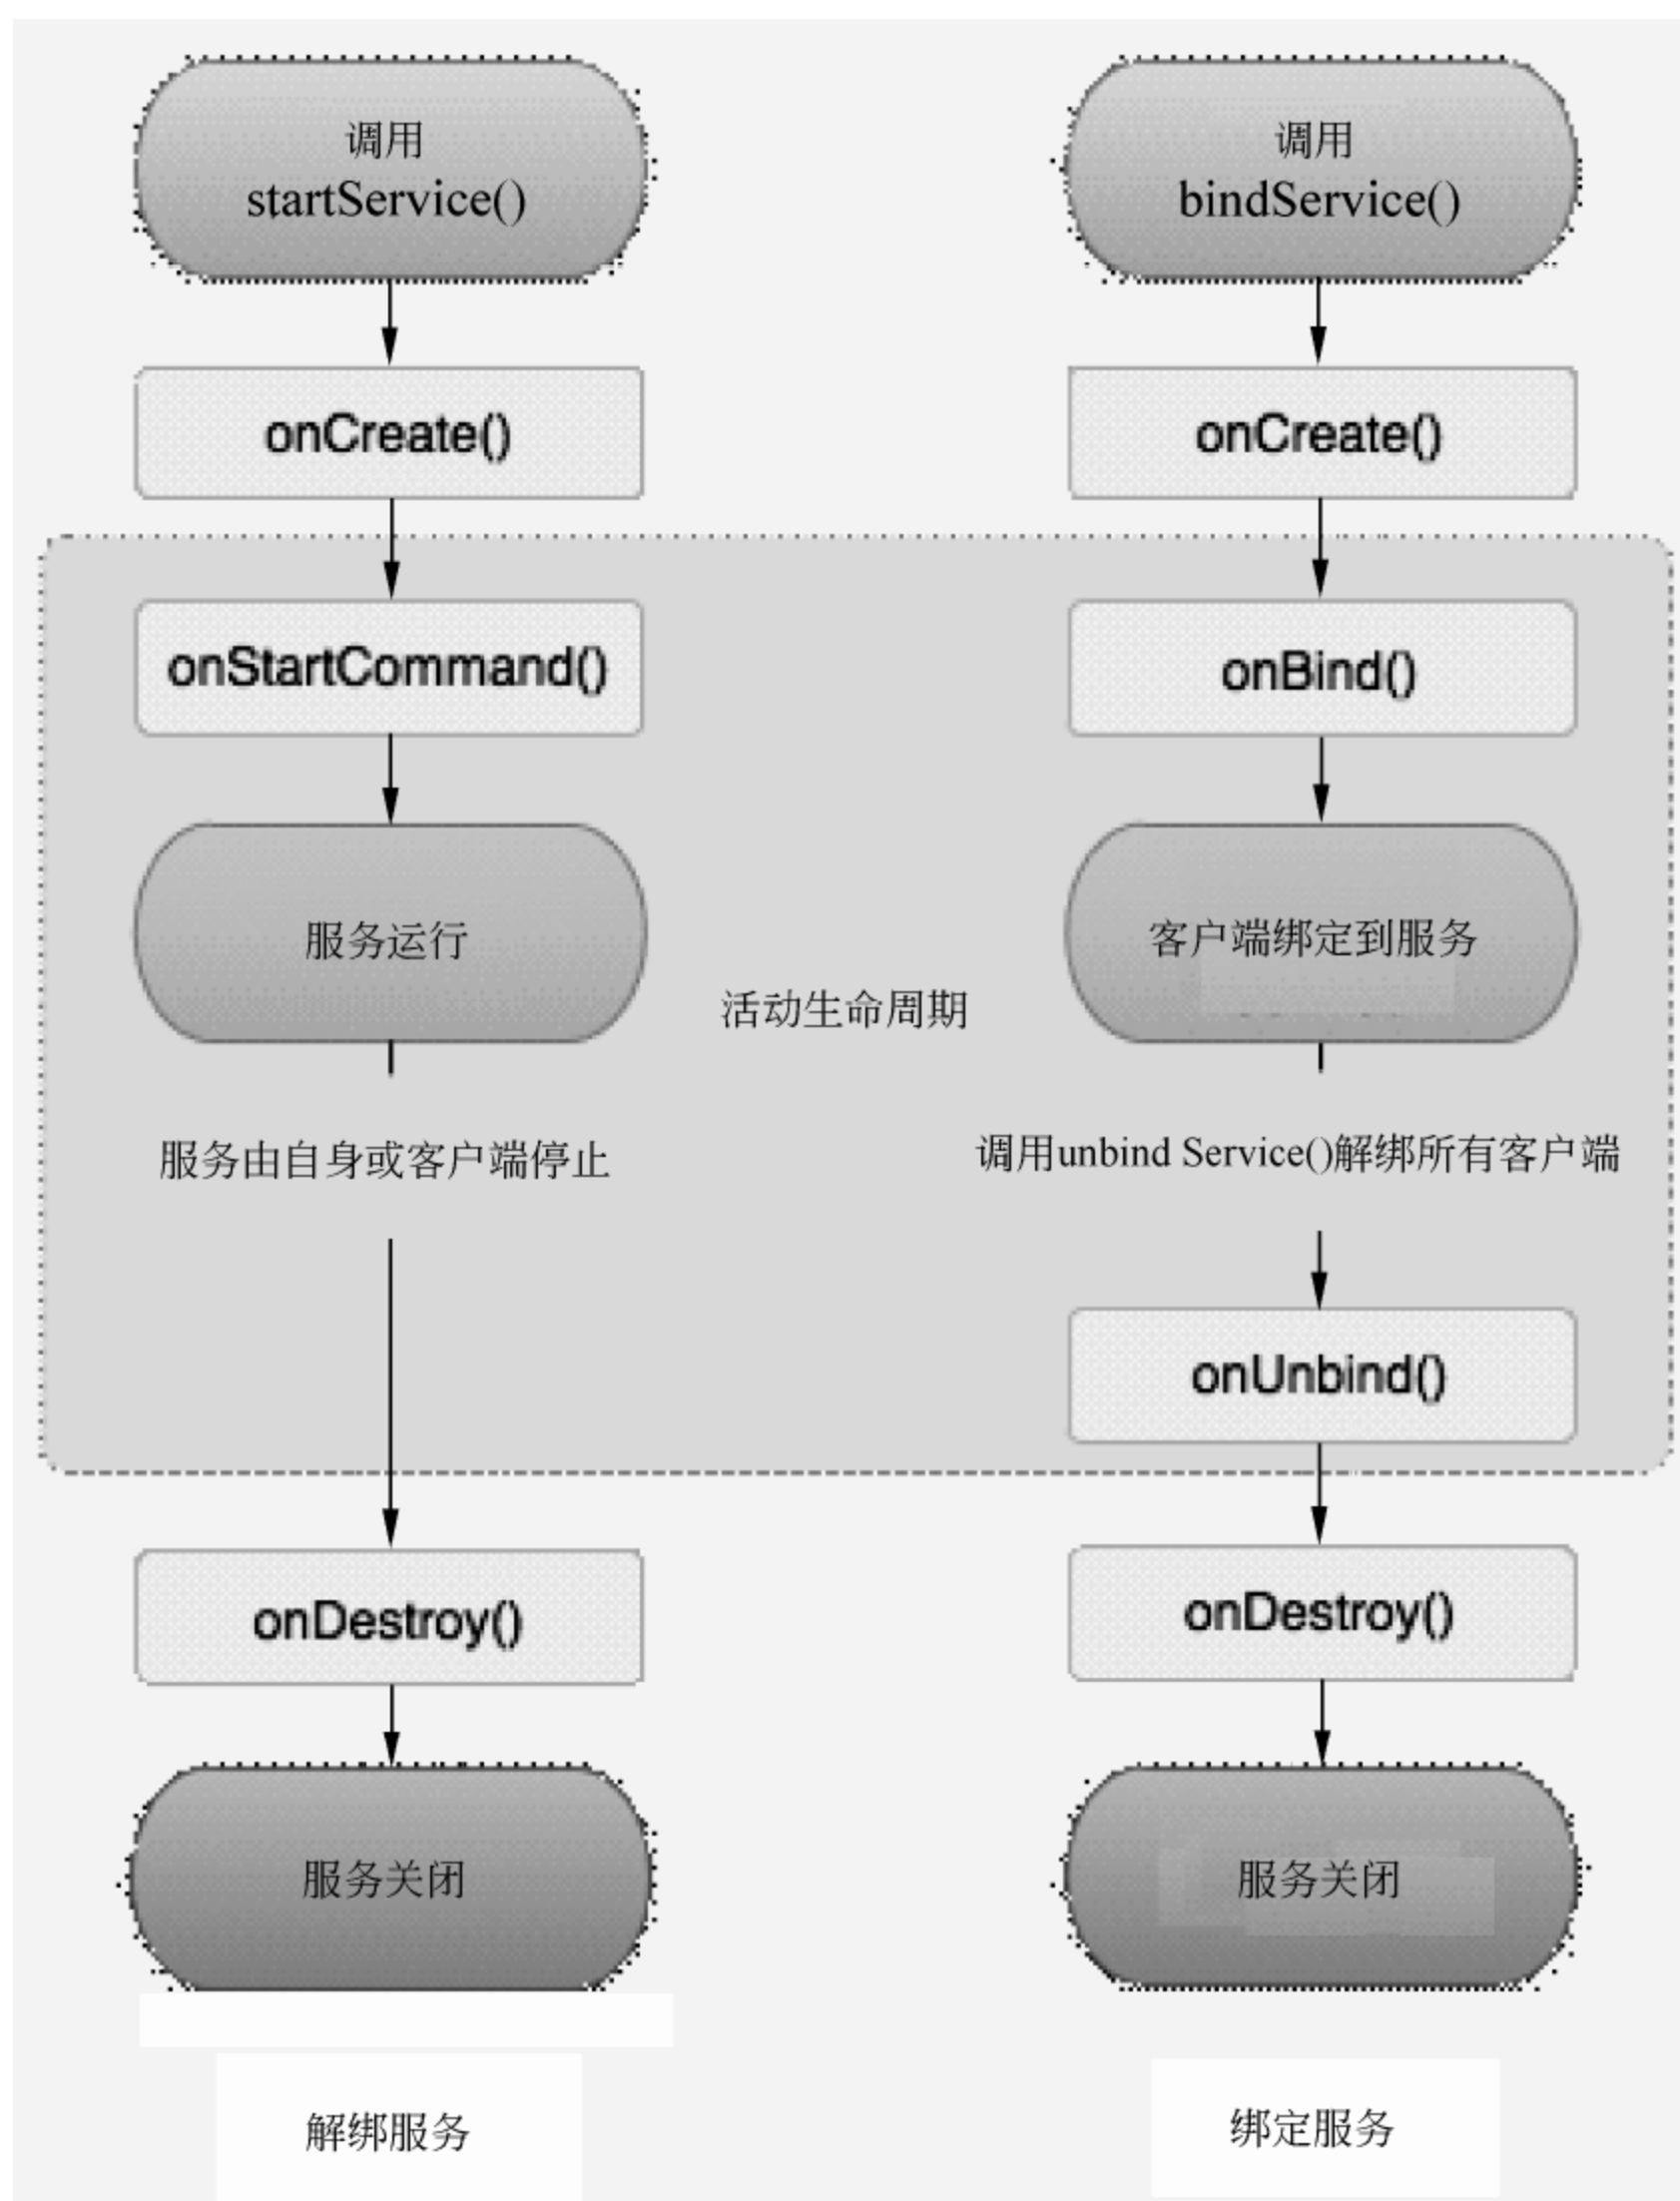 调用
startService()
调用
bindService()
onCreate()
onCreate()
onStartCommand()
onBind()
服务运行
客户端绑定到服务
活动生命周期
服务由自身或客户端停止
调用unbind Service()解绑所有客户端
onUnbind()
onDestroy()
onDestroy()
服务关闭
服务关闭
解绑服务
绑定服务